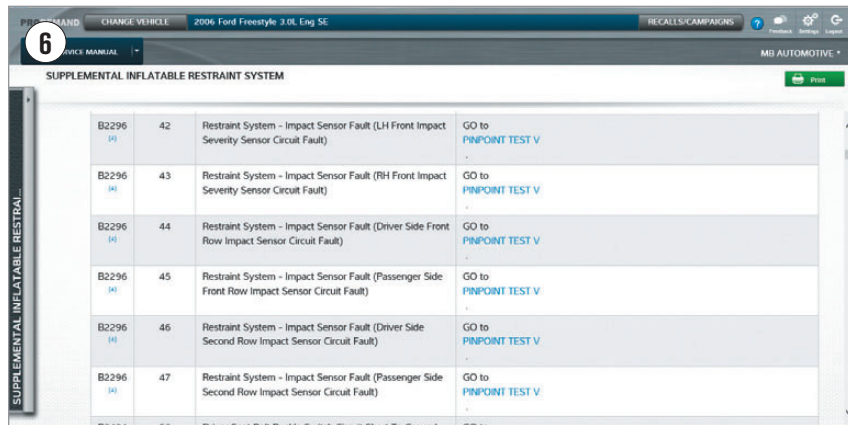 6
CHANGE VEHICLE
2006 Ford Freestyle 3.0L Eng SE
RECALLS/CAMPAIGNS
?
Feedback
Settings
Logout
MANUAL
MB AUTOMOTIVE
SUPPLEMENTAL INFLATABLE RESTRAINT SYSTEM
Print
SUPPLEMENTAL INFLATABLE RESTRAI...
B2296 42 Restraint System - Impact Sensor Fault (LH Front Impact GO to
[4] Severity Sensor Circuit Fault) PINPOINT TEST V
.
B2296 43 Restraint System - Impact Sensor Fault (RH Front Impact GO to
[4] Severity Sensor Circuit Fault) PINPOINT TEST V
.
B2296 44 Restraint System - Impact Sensor Fault (Driver Side Front GO to
[4] Row Impact Sensor Circuit Fault) PINPOINT TEST V
.
B2296 45 Restraint System - Impact Sensor Fault (Passenger Side GO to
[4] Front Row Impact Sensor Circuit Fault) PINPOINT TEST V
.
B2296 46 Restraint System - Impact Sensor Fault (Driver Side GO to
[4] Second Row Impact Sensor Circuit Fault) PINPOINT TEST V
.
B2296 47 Restraint System - Impact Sensor Fault (Passenger Side GO to
[4] Second Row Impact Sensor Circuit Fault) PINPOINT TEST V
.